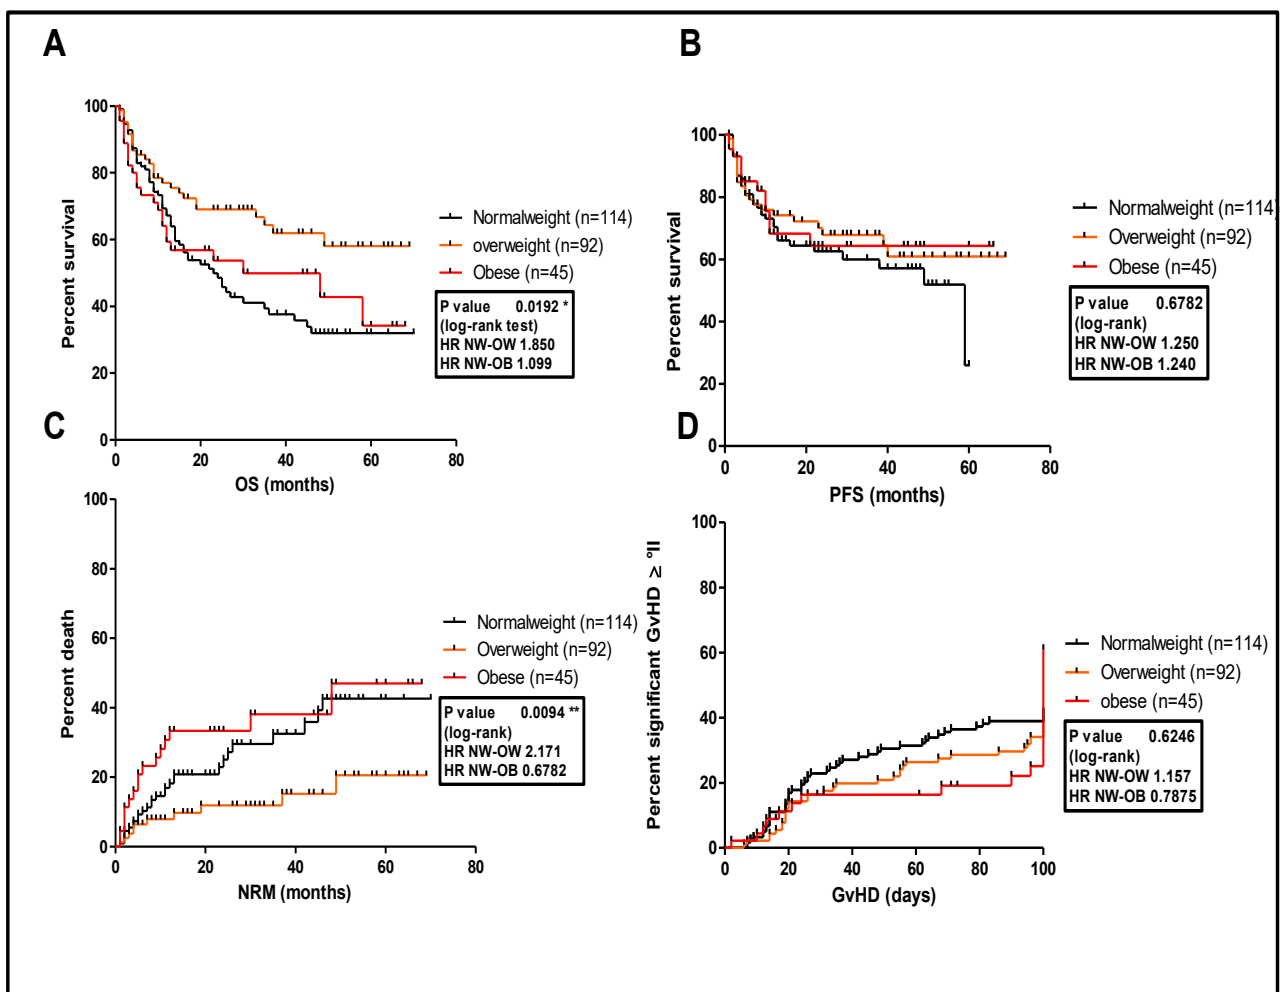 A
100
80
60
40
20
0
Percent survival
0 20 40 60 80
OS (months)
Normalweight (n=114)
overweight (n=92)
Obese (n=45)
P value 0.0192 *
(log-rank test)
HR NW-OW 1.850
HR NW-OB 1.099
B
100
80
60
40
20
0
Percent survival
0 20 40 60 80
PFS (months)
Normalweight (n=114)
Overweight (n=92)
Obese (n=45)
P value 0.6782
(log-rank)
HR NW-OW 1.250
HR NW-OB 1.240
C
100
80
60
40
20
0
Percent death
0 20 40 60 80
NRM (months)
Normalweight (n=114)
Overweight (n=92)
Obese (n=45)
P value 0.0094 **
(log-rank)
HR NW-OW 2.171
HR NW-OB 0.6782
D
100
80
60
40
20
0
Percent significant GvHD ≥ °II
0 20 40 60 80 100
GvHD (days)
Normalweight (n=114)
Overweight (n=92)
obese (n=45)
P value 0.6246
(log-rank)
HR NW-OW 1.157
HR NW-OB 0.7875